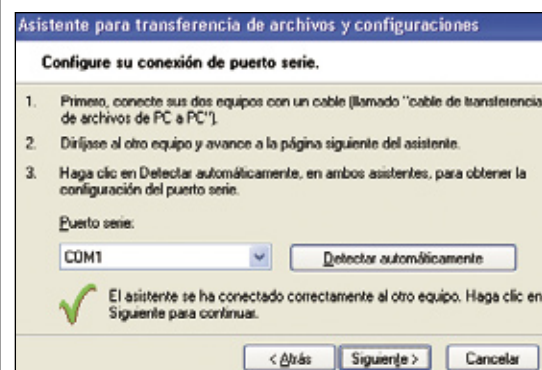 Asistente para transferencia de archivos y configuraciones
Configure su conexión de puerto serie.
1. Primero, conecte sus dos equipos con un cable (llamado "cable de transferencia
de archivos de PC a PC").
2. Diríjase al otro equipo y avance a la página siguiente del asistente.
3. Haga clic en Detectar automáticamente, en ambos asistentes, para obtener la
configuración del puerto serie.
Puerto serie:
COM1 Detectar automáticamente
El asistente se ha conectado correctamente al otro equipo. Haga clic en
Siguiente para continuar.
< Atrás Siguiente > Cancelar